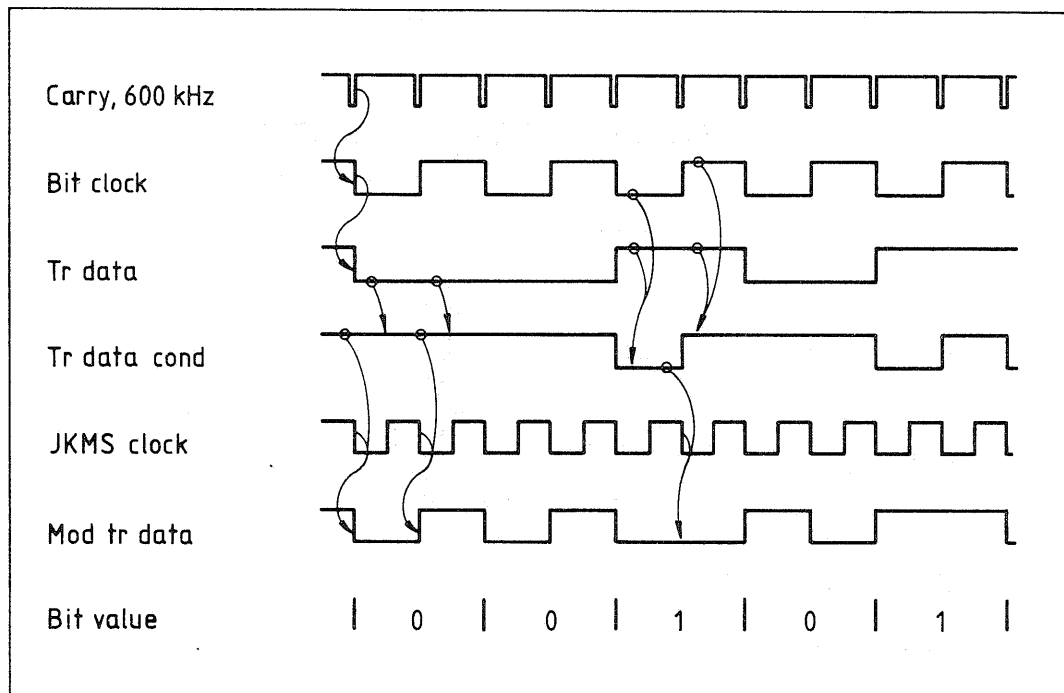 Carry, 600 kHz
Bit clock
Tr data
Tr data cond
JKMS clock
Mod tr data
Bit value | 0 | 0 | 1 | 0 | 1 |